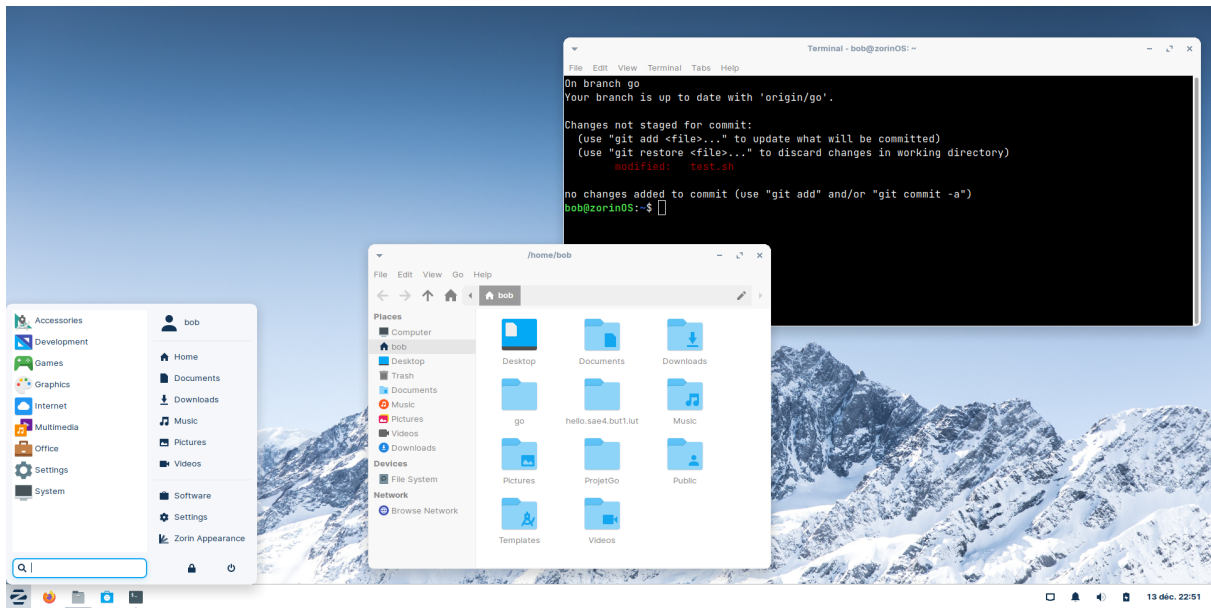 Terminal - bob@zorinOS: ~
File Edit View Terminal Tabs Help
On branch go
Your branch is up to date with 'origin/go'.
Changes not staged for commit:
(use "git add <file>..." to update what will be committed)
(use "git restore <file>..." to discard changes in working directory)
modified: test.sh
no changes added to commit (use "git add" and/or "git commit -a")
bob@zorinOS:~$
/home/bob
File Edit View Go Help
bob
Places
Computer
bob
Desktop
Trash
Documents
Music
Pictures
Videos
Downloads
Devices
File System
Network
Browse Network
Desktop Documents Downloads
go hello.sae4.but1.iut Music
Pictures ProjetGo Public
Templates Videos
Accessories
Development
Games
Graphics
Internet
Multimedia
Office
Settings
System
bob
Home
Documents
Downloads
Music
Pictures
Videos
Software
Settings
Zorin Appearance
13 déc. 22:51